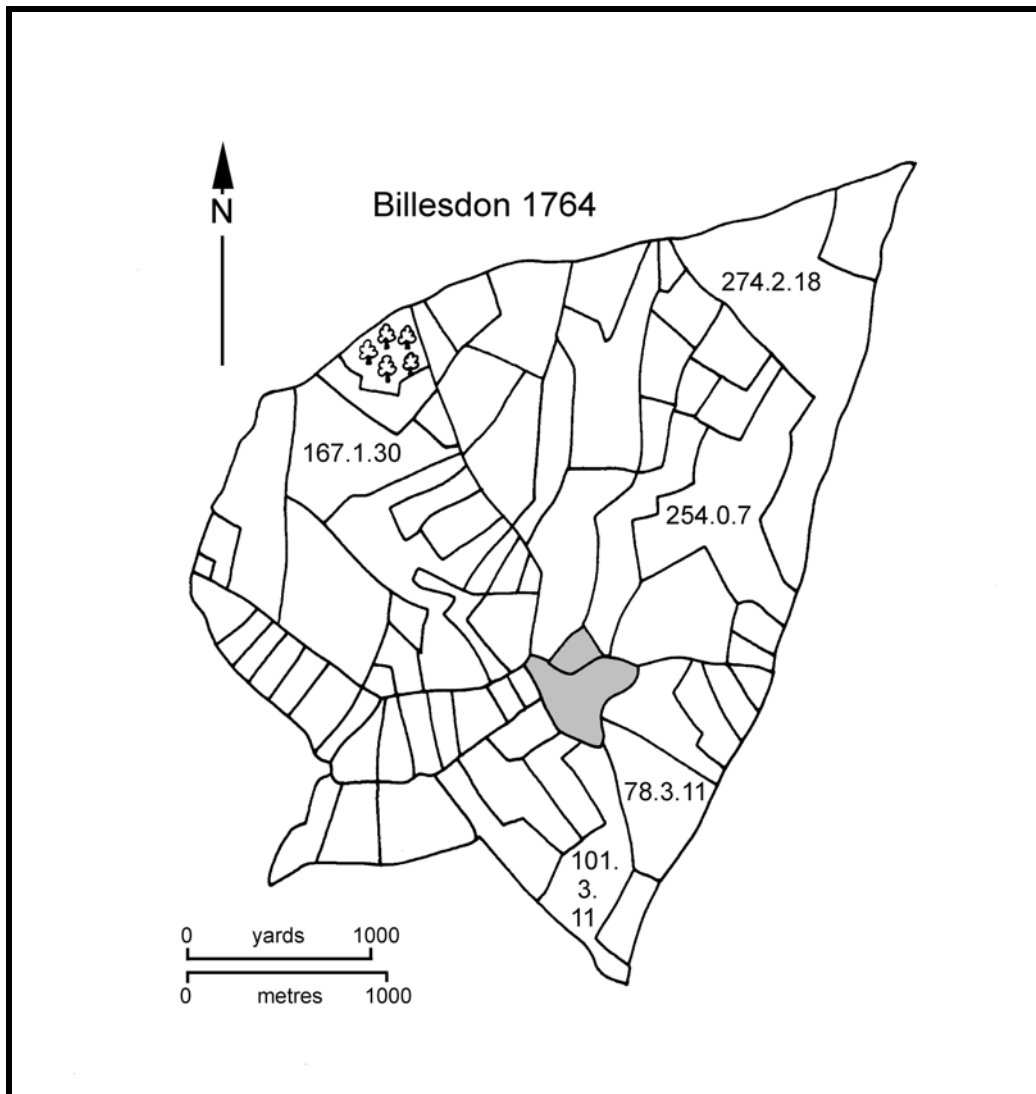 Billesdon 1764
N
274.2.18
167.1.30
254.0.7
78.3.11
101.
3.
11
0 yards 1000
0 metres 1000